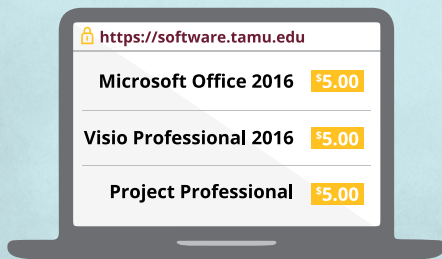 https://software.tamu.edu
Microsoft Office 2016 $5.00
Visio Professional 2016 $5.00
Project Professional $5.00